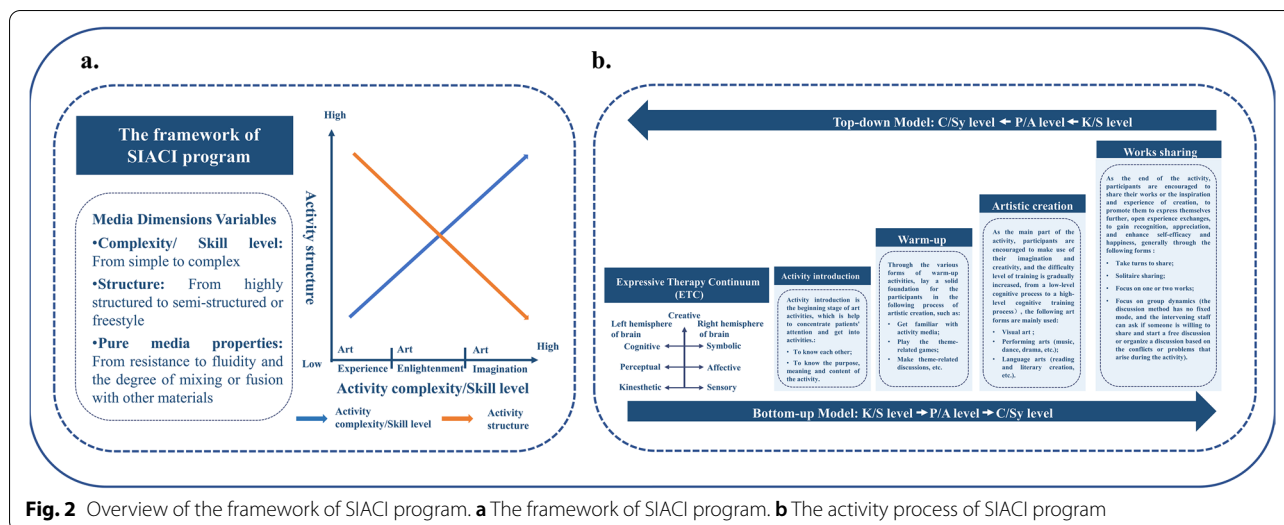 a.
The framework of
SIACI program
Media Dimensions Variables
•Complexity/ Skill level:
From simple to complex
•Structure: From highly
structured to semi-structured or
freestyle
•Pure media properties:
From resistance to fluidity and
the degree of mixing or fusion
with other materials
High
Activity structure
Low
Art
Experience
Art
Enlightenment
Art
Imagination
High
Activity complexity/Skill level
Activity
complexity/Skill level
Activity
structure
b.
Top-down Model: C/Sy level ← P/A level ← K/S level
Expressive Therapy Continuum
(ETC)
Creative
Left hemisphere
of brain
Right hemisphere
of brain
Cognitive
Symbolic
Perceptual
Affective
Kinesthetic
Sensory
Activity introduction
Activity introduction is
the beginning stage of art
activities, which is help
to concentrate patients'
attention and get into
activities.:
• To know each other;
• To know the purpose,
meaning and content of
the activity.
Warm-up
Through the various
forms of warm-up
activities, lay a solid
foundation for the
participants in the
following process of
artistic creation, such as:
• Get familiar with
activity media;
• Play the theme-
related games;
• Make theme-related
discussions, etc.
Artistic creation
As the main part of the
activity, participants are
encouraged to make use of
their imagination and
creativity, and the difficulty
level of training is gradually
increased, from a low-level
cognitive process to a high-
level cognitive training
process）, the following art
forms are mainly used:
• Visual art ;
• Performing arts (music,
dance, drama, etc.);
• Language arts (reading
and literary creation,
etc.).
Works sharing
As the end of the activity,
participants are encouraged to
share their works or the inspiration
and experience of creation, to
promote them to express themselves
further, open experience exchanges,
to gain recognition, appreciation,
and enhance self-efficacy and
happiness, generally through the
following forms :
• Take turns to share;
• Solitaire sharing;
• Focus on one or two works;
• Focus on group dynamics (the
discussion method has no fixed
mode, and the intervening staff
can ask if someone is willing to
share and start a free discussion
or organize a discussion based on
the conflicts or problems that
arise during the activity).
Bottom-up Model: K/S level → P/A level → C/Sy level
Fig. 2 Overview of the framework of SIACI program. a The framework of SIACI program. b The activity process of SIACI program